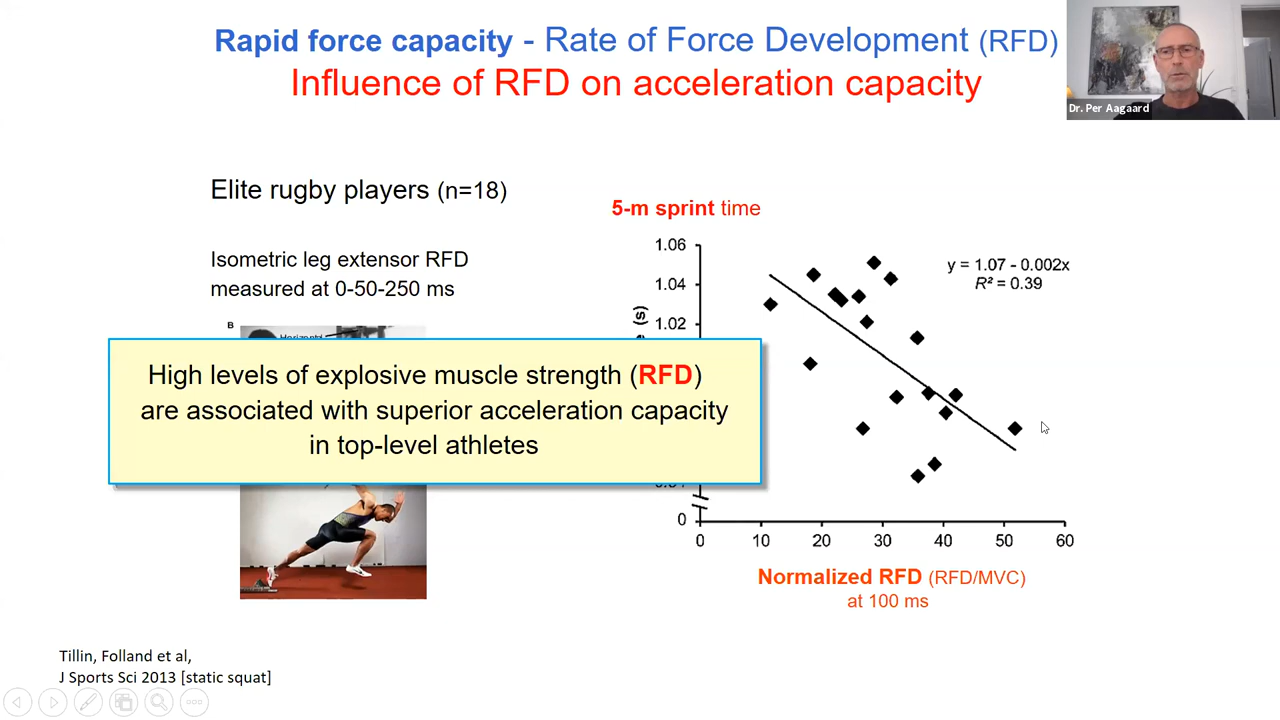 Rapid force capacity - Rate of Force Development (RFD)
Influence of RFD on acceleration capacity
Dr. Per Aagaard
Elite rugby players (n=18)
Isometric leg extensor RFD
measured at 0-50-250 ms
B
Horizontal
High levels of explosive muscle strength (RFD)
are associated with superior acceleration capacity
in top-level athletes
5-m sprint time
1.06
1.04
1.02
(s)
0
y = 1.07 - 0.002x
R² = 0.39
0 10 20 30 40 50 60
Normalized RFD (RFD/MVC)
at 100 ms
Tillin, Folland et al,
J Sports Sci 2013 [static squat]